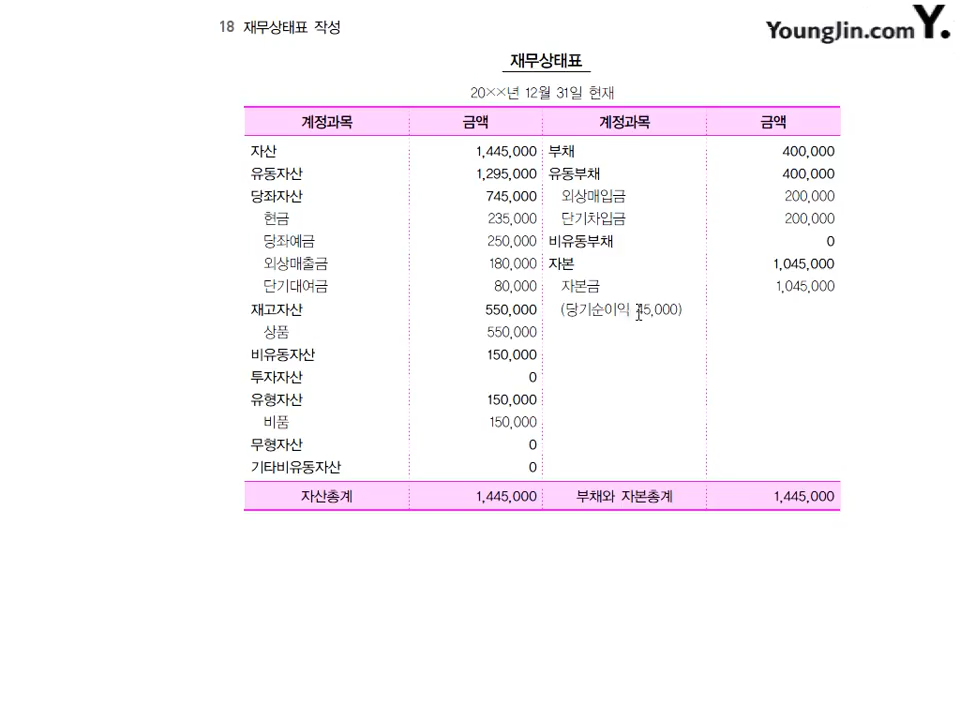 18 재무상태표 작성
YoungJin.com Y.
재무상태표
20××년 12월 31일 현재
계정과목 금액 계정과목 금액
자산 1,445,000 부채 400,000
유동자산 1,295,000 유동부채 400,000
당좌자산 745,000 외상매입금 200,000
현금 235,000 단기차입금 200,000
당좌예금 250,000 비유동부채 0
외상매출금 180,000 자본 1,045,000
단기대여금 80,000 자본금 1,045,000
재고자산 550,000 (당기순이익 45,000)
상품 550,000
비유동자산 150,000
투자자산 0
유형자산 150,000
비품 150,000
무형자산 0
기타비유동자산 0
자산총계 1,445,000 부채와 자본총계 1,445,000